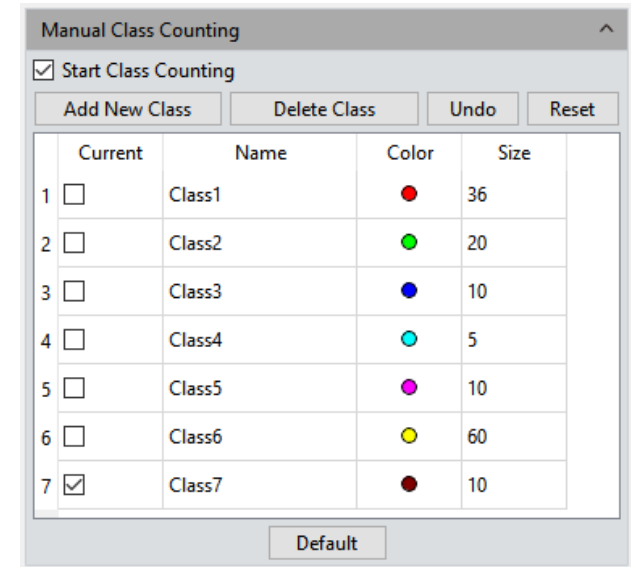 Manual Class Counting
Start Class Counting
Add New Class Delete Class Undo Reset
Current Name Color Size
1 Class1 36
2 Class2 20
3 Class3 10
4 Class4 5
5 Class5 10
6 Class6 60
7 Class7 10
Default